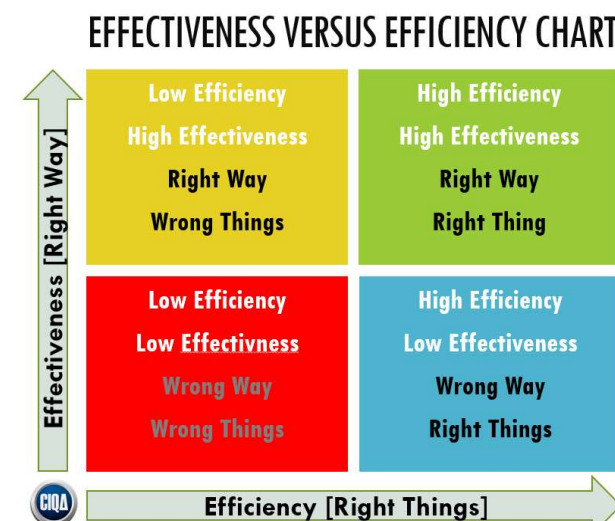 EFFECTIVENESS VERSUS EFFICIENCY CHART
Effectiveness [Right Way]
Low Efficiency
High Effectiveness
Right Way
Wrong Things
High Efficiency
High Effectiveness
Right Way
Right Thing
Low Efficiency
Low Effectivness
Wrong Way
Wrong Things
High Efficiency
Low Effectiveness
Wrong Way
Right Things
CIQA
Efficiency [Right Things]